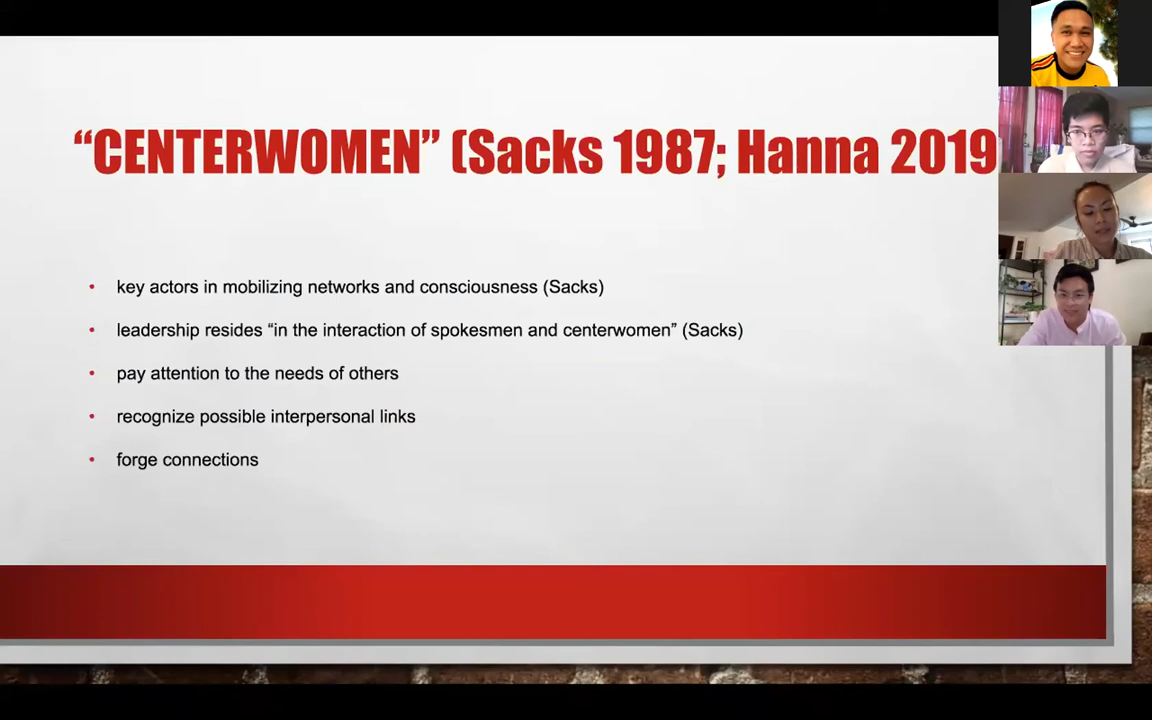 “CENTERWOMEN” (Sacks 1987; Hanna 2019
• key actors in mobilizing networks and consciousness (Sacks)
• leadership resides “in the interaction of spokesmen and centerwomen” (Sacks)
• pay attention to the needs of others
• recognize possible interpersonal links
• forge connections